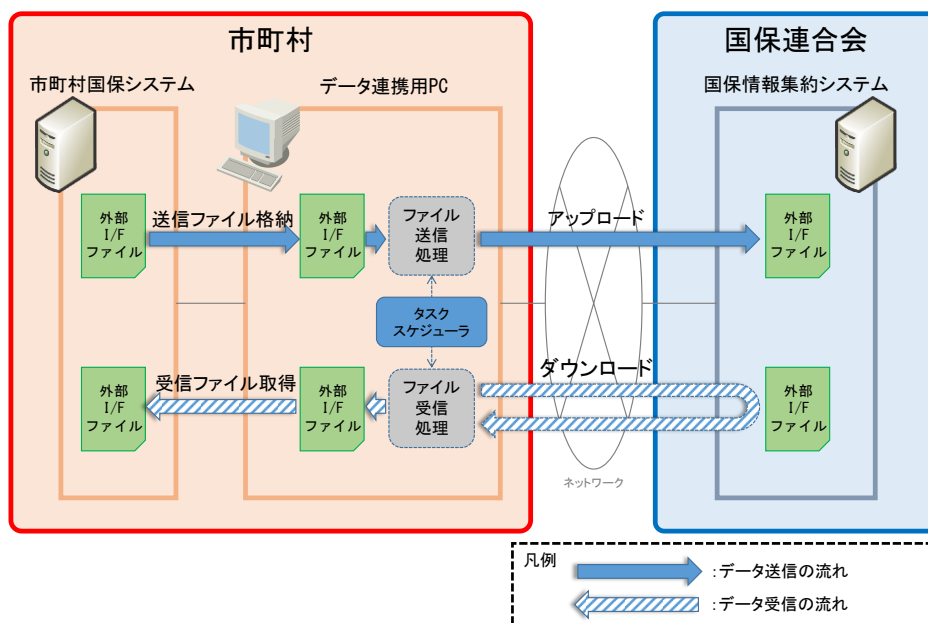 市町村
国保連合会
市町村国保システム
データ連携用PC
国保情報集約システム
外部
I/F
ファイル
送信ファイル格納
外部
I/F
ファイル
ファイル
送信
処理
アップロード
外部
I/F
ファイル
タスク
スケジューラ
外部
I/F
ファイル
受信ファイル取得
外部
I/F
ファイル
ファイル
受信
処理
ダウンロード
外部
I/F
ファイル
ネットワーク
凡例
:データ送信の流れ
:データ受信の流れ